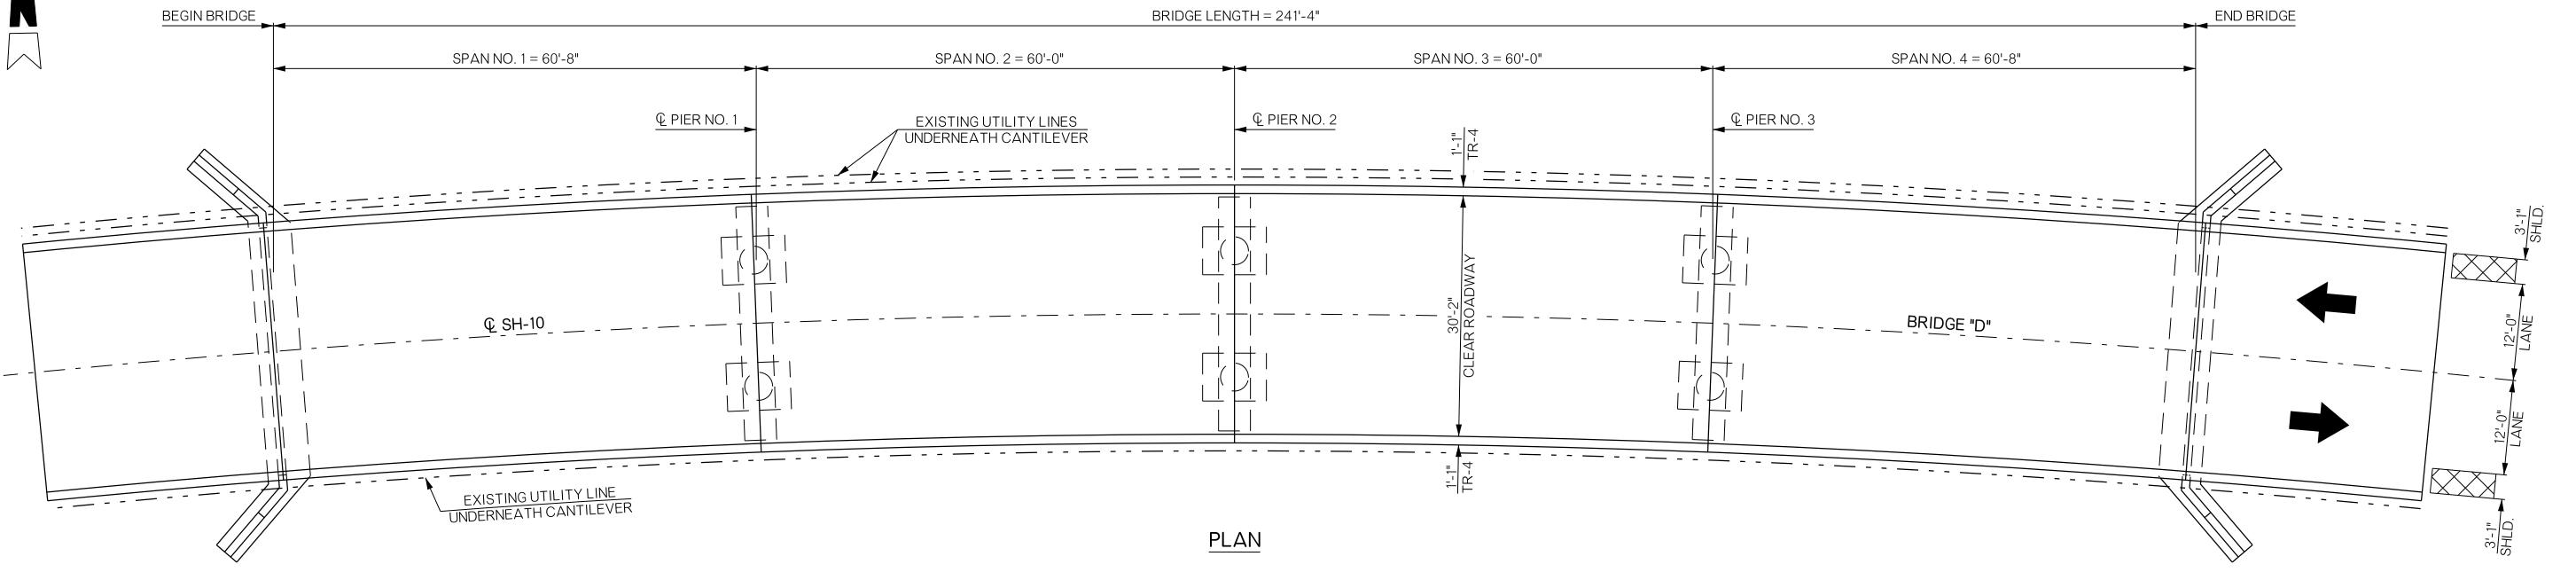 N
BEGIN BRIDGE
BRIDGE LENGTH = 241'-4"
END BRIDGE
SPAN NO. 1 = 60'-8"
SPAN NO. 2 = 60'-0"
SPAN NO. 3 = 60'-0"
SPAN NO. 4 = 60'-8"
℄ PIER NO. 1
EXISTING UTILITY LINES
UNDERNEATH CANTILEVER
℄ PIER NO. 2
1'-1"
TR-4
℄ PIER NO. 3
3'-1"
SHLD.
℄ SH-10
30'-2"
CLEAR ROADWAY
BRIDGE "D"
12'-0"
LANE
12'-0"
LANE
EXISTING UTILITY LINE
UNDERNEATH CANTILEVER
1'-1"
TR-4
3'-1"
SHLD.
PLAN